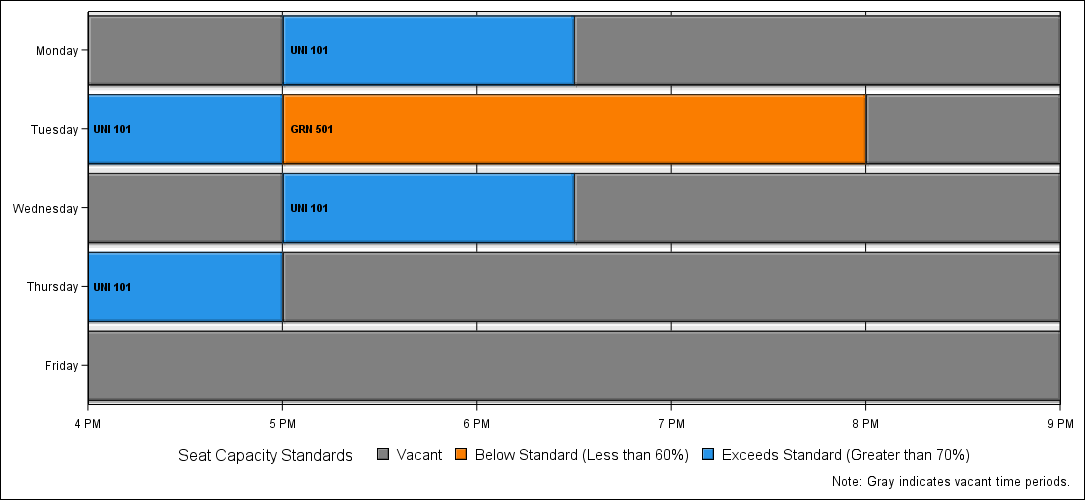 Monday
UNI 101
Tuesday
UNI 101
GRN 501
Wednesday
UNI 101
Thursday
UNI 101
Friday
4 PM 5 PM 6 PM 7 PM 8 PM 9 PM
Seat Capacity Standards Vacant Below Standard (Less than 60%) Exceeds Standard (Greater than 70%)
Note: Gray indicates vacant time periods.